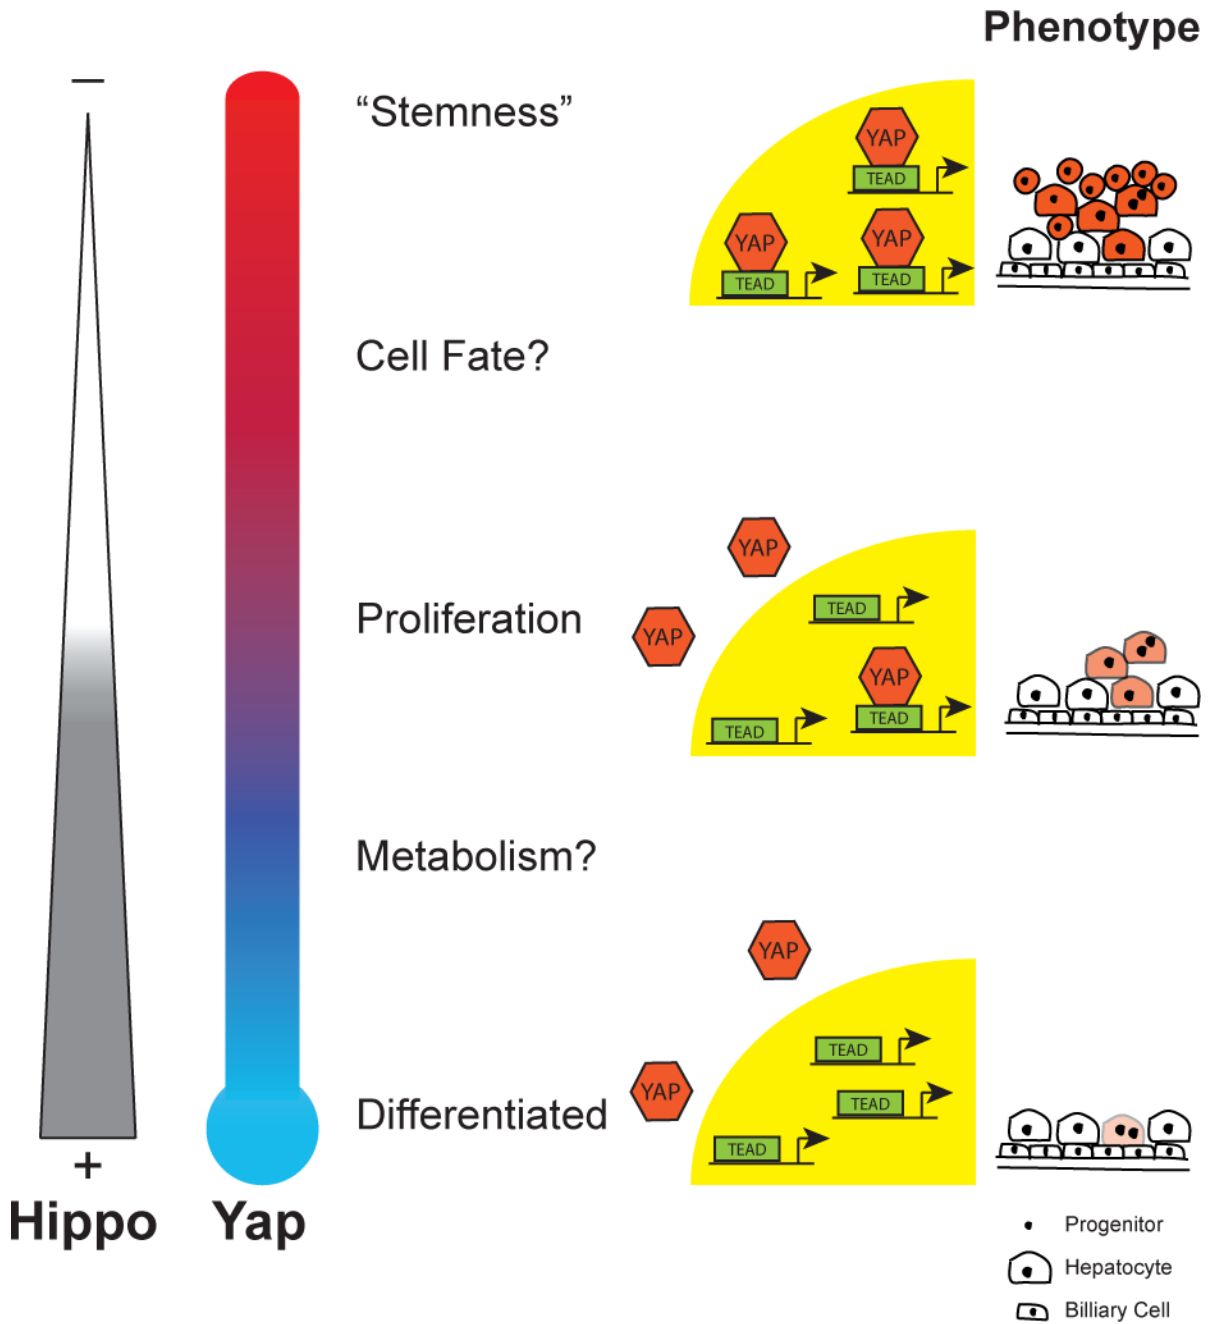 Phenotype
–
“Stemness”
YAP
TEAD
YAP
TEAD
YAP
TEAD
Cell Fate?
YAP
TEAD
Proliferation
YAP
YAP
TEAD
TEAD
Metabolism?
YAP
TEAD
YAP
TEAD
Differentiated
TEAD
+
Hippo
Yap
Progenitor
Hepatocyte
Billiary Cell